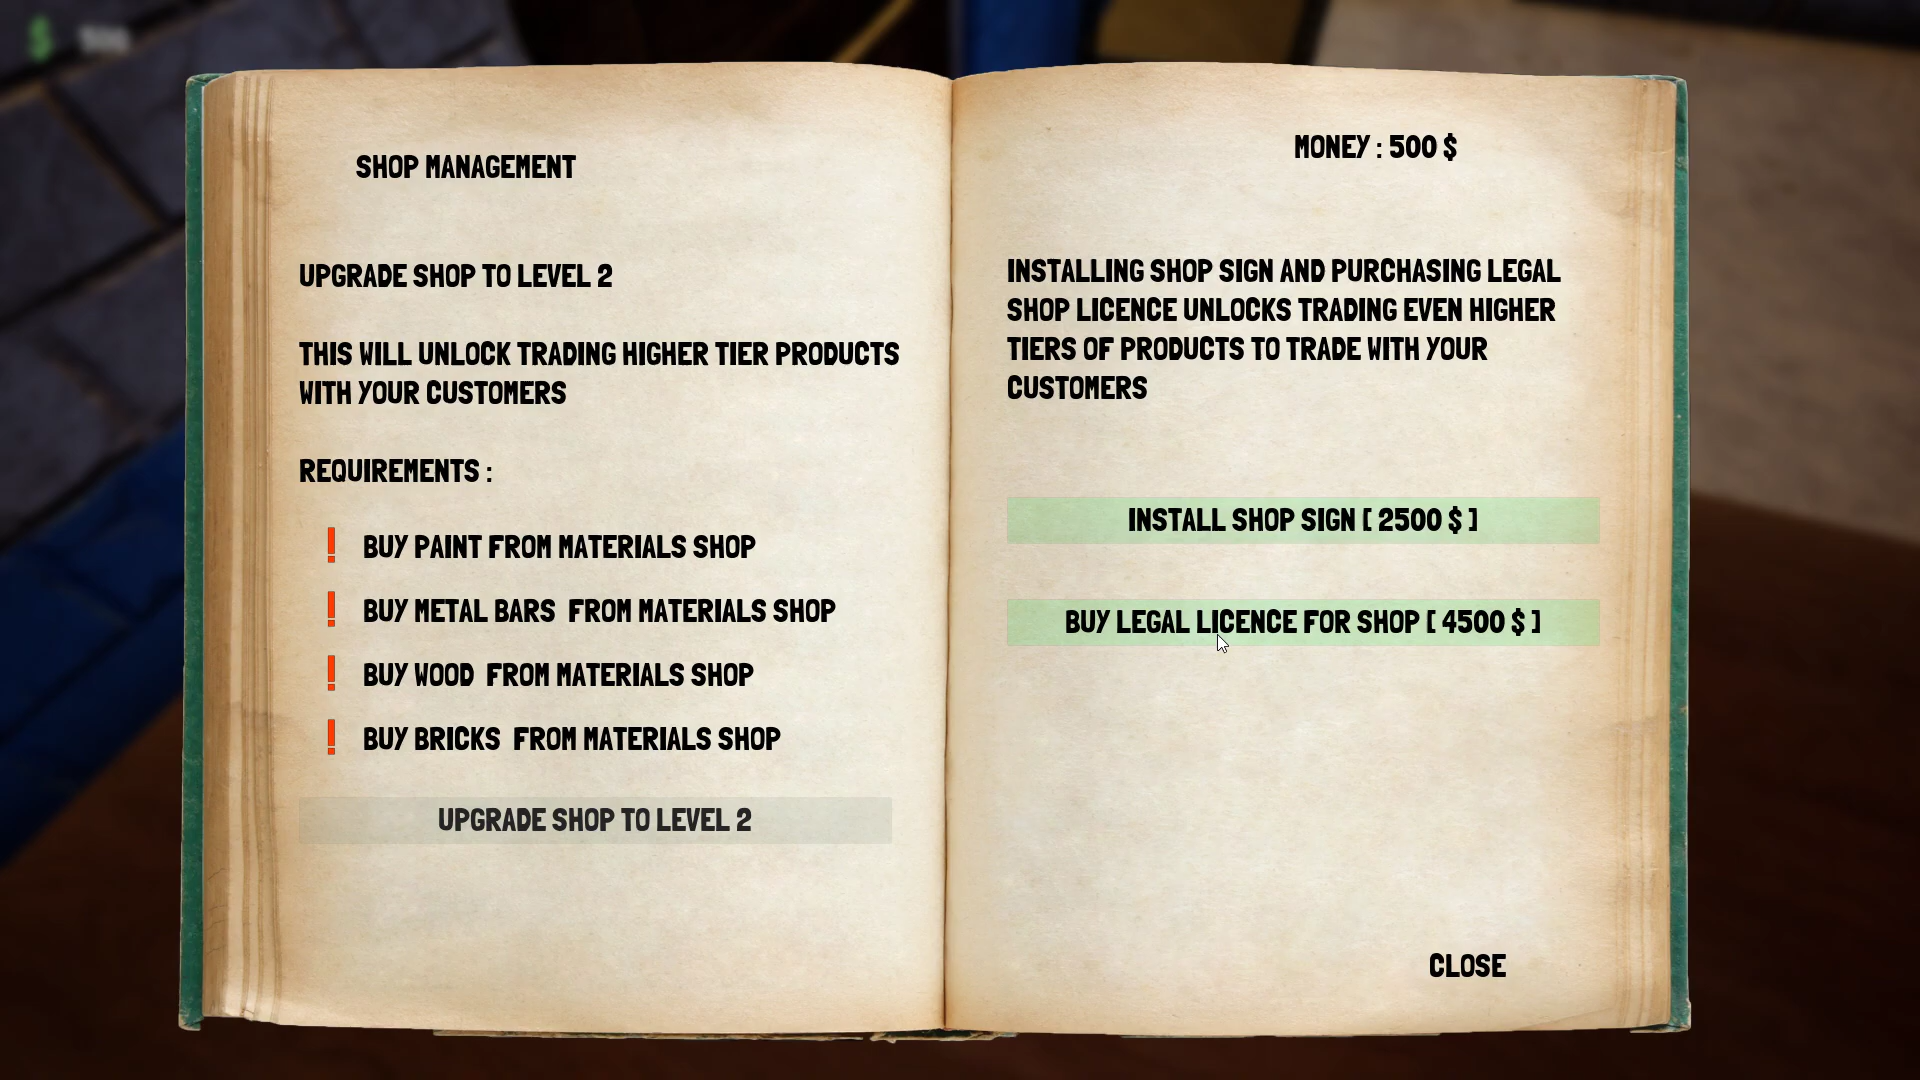 $ 500
SHOP MANAGEMENT
UPGRADE SHOP TO LEVEL 2
THIS WILL UNLOCK TRADING HIGHER TIER PRODUCTS
WITH YOUR CUSTOMERS
REQUIREMENTS :
❗ BUY PAINT FROM MATERIALS SHOP
❗ BUY METAL BARS  FROM MATERIALS SHOP
❗ BUY WOOD  FROM MATERIALS SHOP
❗ BUY BRICKS  FROM MATERIALS SHOP
UPGRADE SHOP TO LEVEL 2
MONEY : 500 $
INSTALLING SHOP SIGN AND PURCHASING LEGAL
SHOP LICENCE UNLOCKS TRADING EVEN HIGHER
TIERS OF PRODUCTS TO TRADE WITH YOUR
CUSTOMERS
INSTALL SHOP SIGN [ 2500 $ ]
BUY LEGAL LICENCE FOR SHOP [ 4500 $ ]
CLOSE